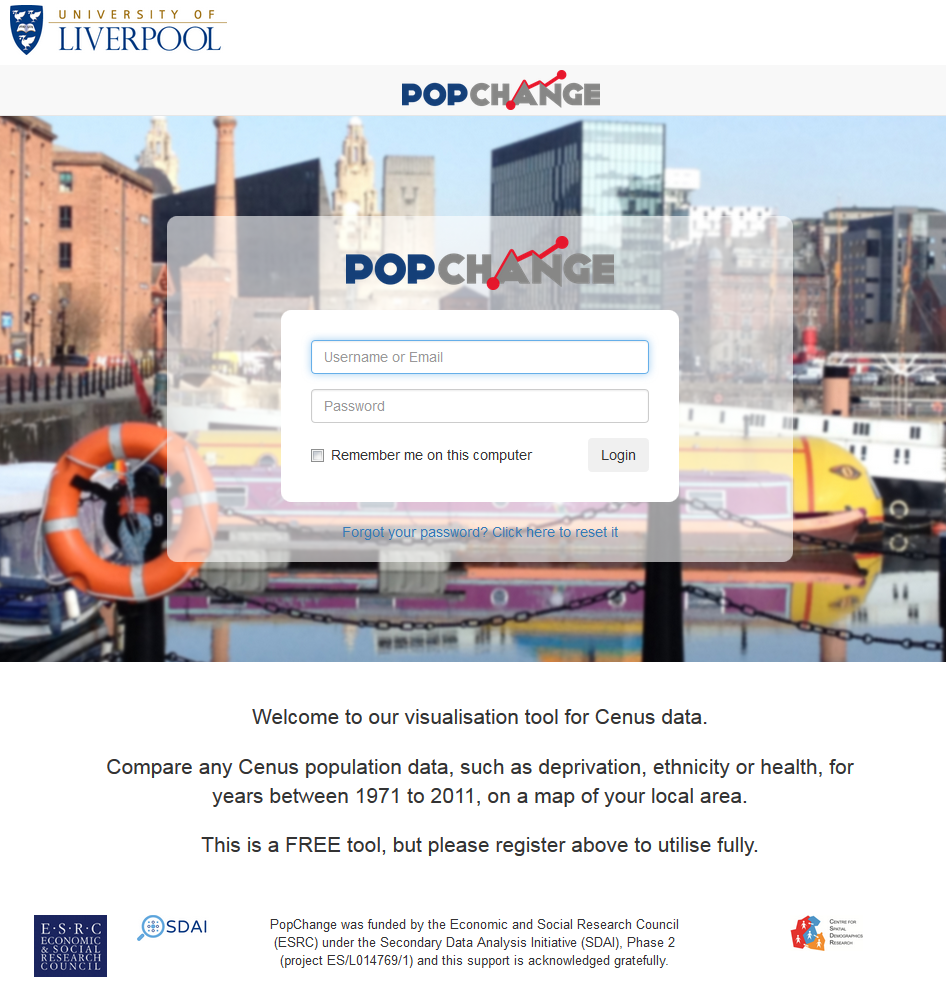 UNIVERSITY OF
LIVERPOOL
POPCHANGE
POPCHANGE
Username or Email
Password
Remember me on this computer
Login
Forgot your password? Click here to reset it
Welcome to our visualisation tool for Cenus data.
Compare any Cenus population data, such as deprivation, ethnicity or health, for
years between 1971 to 2011, on a map of your local area.
This is a FREE tool, but please register above to utilise fully.
E·S·R·C
ECONOMIC
& SOCIAL
RESEARCH
COUNCIL
SDAI
PopChange was funded by the Economic and Social Research Council
(ESRC) under the Secondary Data Analysis Initiative (SDAI), Phase 2
(project ES/L014769/1) and this support is acknowledged gratefully.
Centre for
Spatial
Demographics
Research